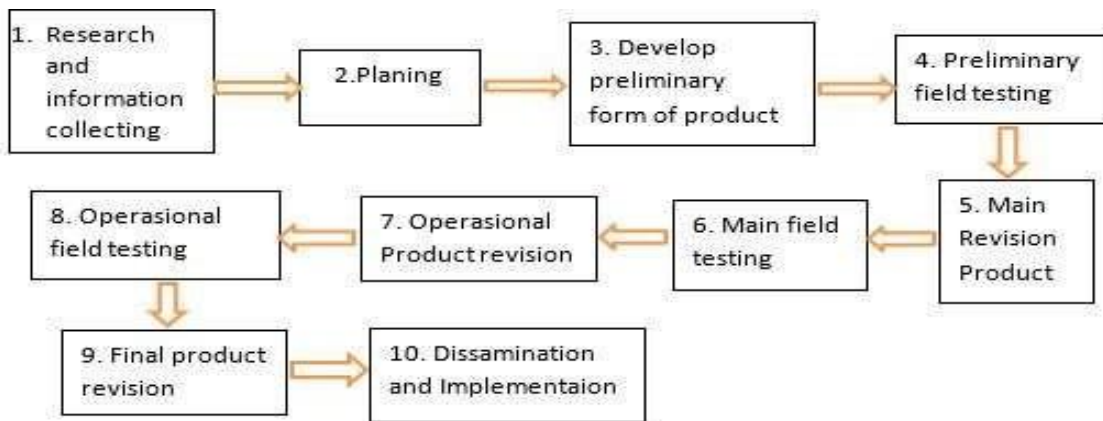 1. Research
and
information
collecting
2.Planing
3. Develop
preliminary
form of product
4. Preliminary
field testing
5. Main
Revision
Product
6. Main field
testing
7. Operasional
Product revision
8. Operasional
field testing
9. Final product
revision
10. Dissamination
and Implementaion